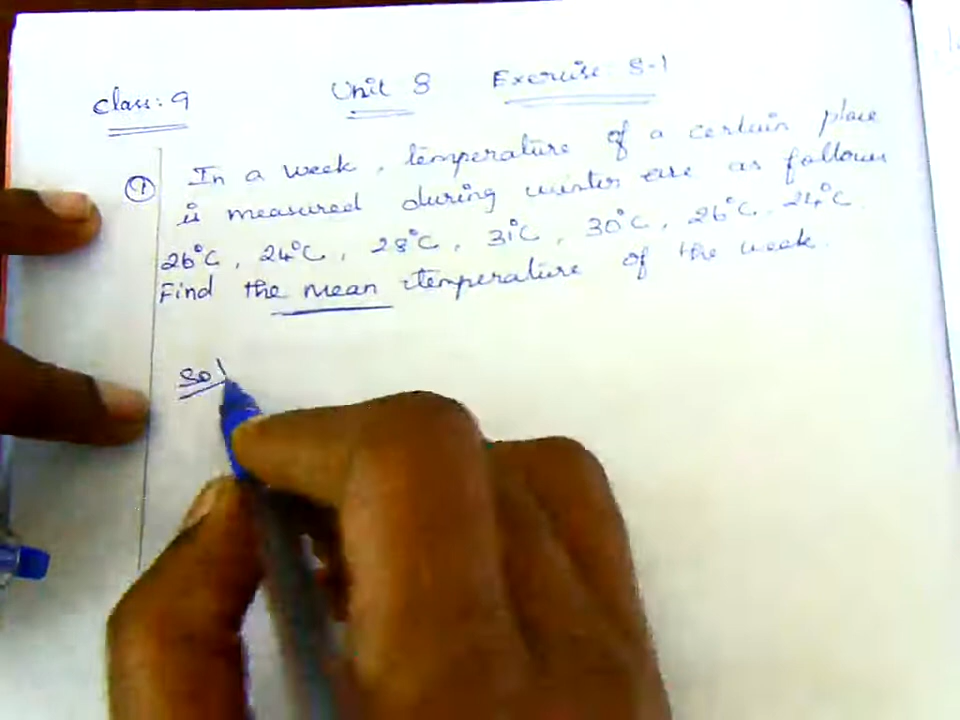 Class: 9 Unit 8 Exercise 8-1
① In a week, temperature of a certain place
is measured during winter are as follows
26°C, 24°C, 28°C, 31°C, 30°C, 26°C, 24°C.
Find the mean temperature of the week.
Sol